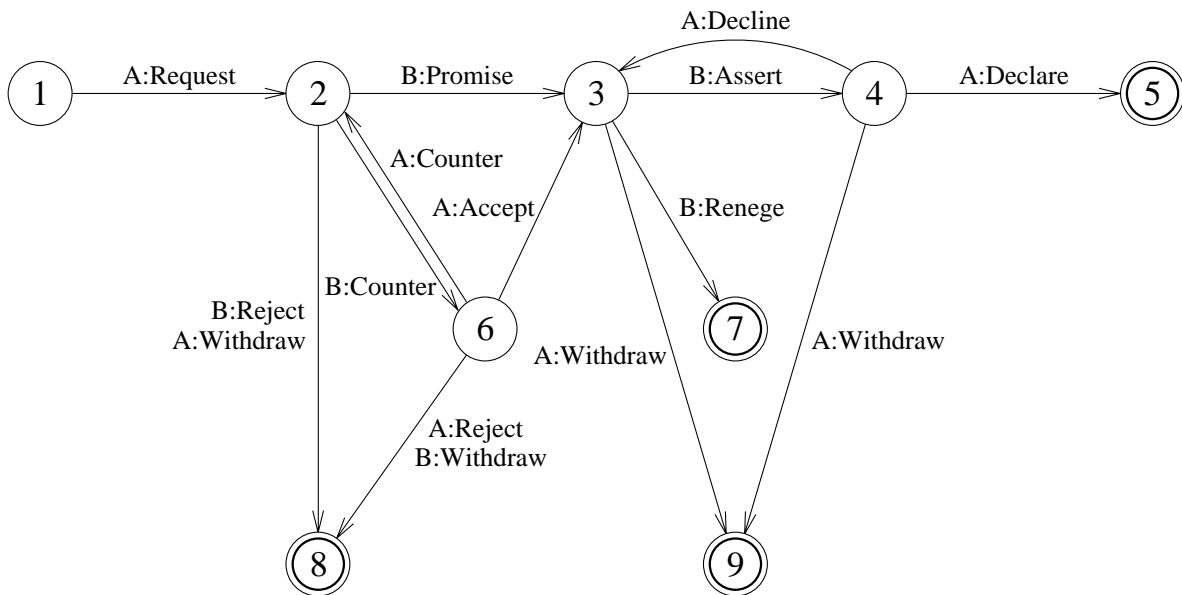 A:Decline
A:Request
B:Promise
B:Assert
A:Declare
1
2
3
4
5
A:Counter
A:Accept
B:Renege
B:Counter
B:Reject
A:Withdraw
6
7
A:Withdraw
A:Withdraw
A:Reject
B:Withdraw
8
9